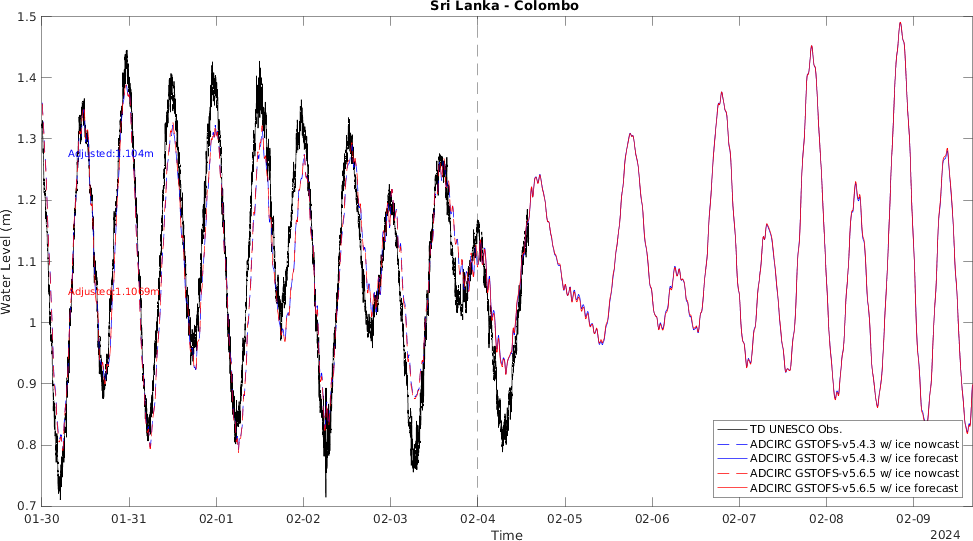 Sri Lanka - Colombo
1.5
1.4
1.3
1.2
1.1
1
0.9
0.8
0.7
Water Level (m)
Adjusted:1.104m
Adjusted:1.1069m
TD UNESCO Obs.
ADCIRC GSTOFS-v5.4.3 w/ ice nowcast
ADCIRC GSTOFS-v5.4.3 w/ ice forecast
ADCIRC GSTOFS-v5.6.5 w/ ice nowcast
ADCIRC GSTOFS-v5.6.5 w/ ice forecast
01-30 01-31 02-01 02-02 02-03 02-04 02-05 02-06 02-07 02-08 02-09
Time
2024